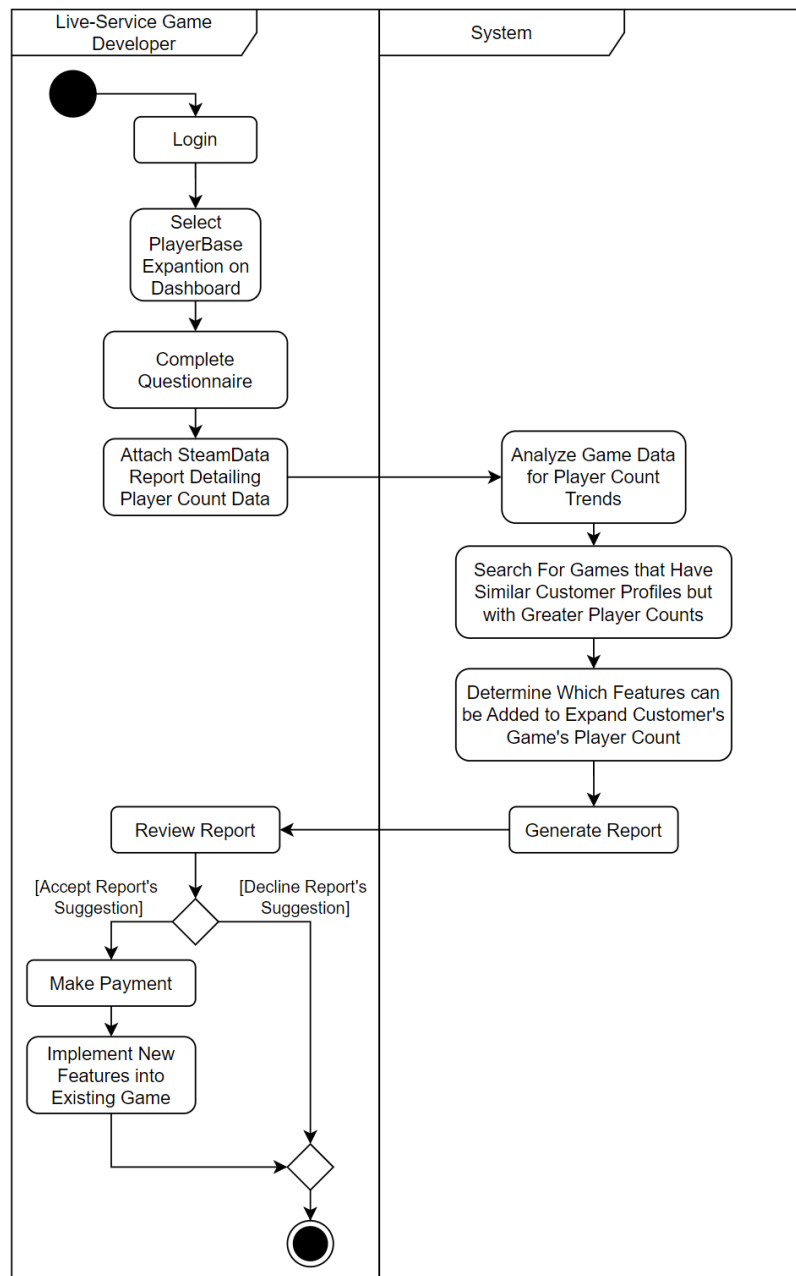 Live-Service Game
Developer
System
Login
Select
PlayerBase
Expantion on
Dashboard
Complete
Questionnaire
Attach SteamData
Report Detailing
Player Count Data
Analyze Game Data
for Player Count
Trends
Search For Games that Have
Similar Customer Profiles but
with Greater Player Counts
Determine Which Features can
be Added to Expand Customer's
Game's Player Count
Generate Report
Review Report
[Accept Report's
Suggestion]
[Decline Report's
Suggestion]
Make Payment
Implement New
Features into
Existing Game